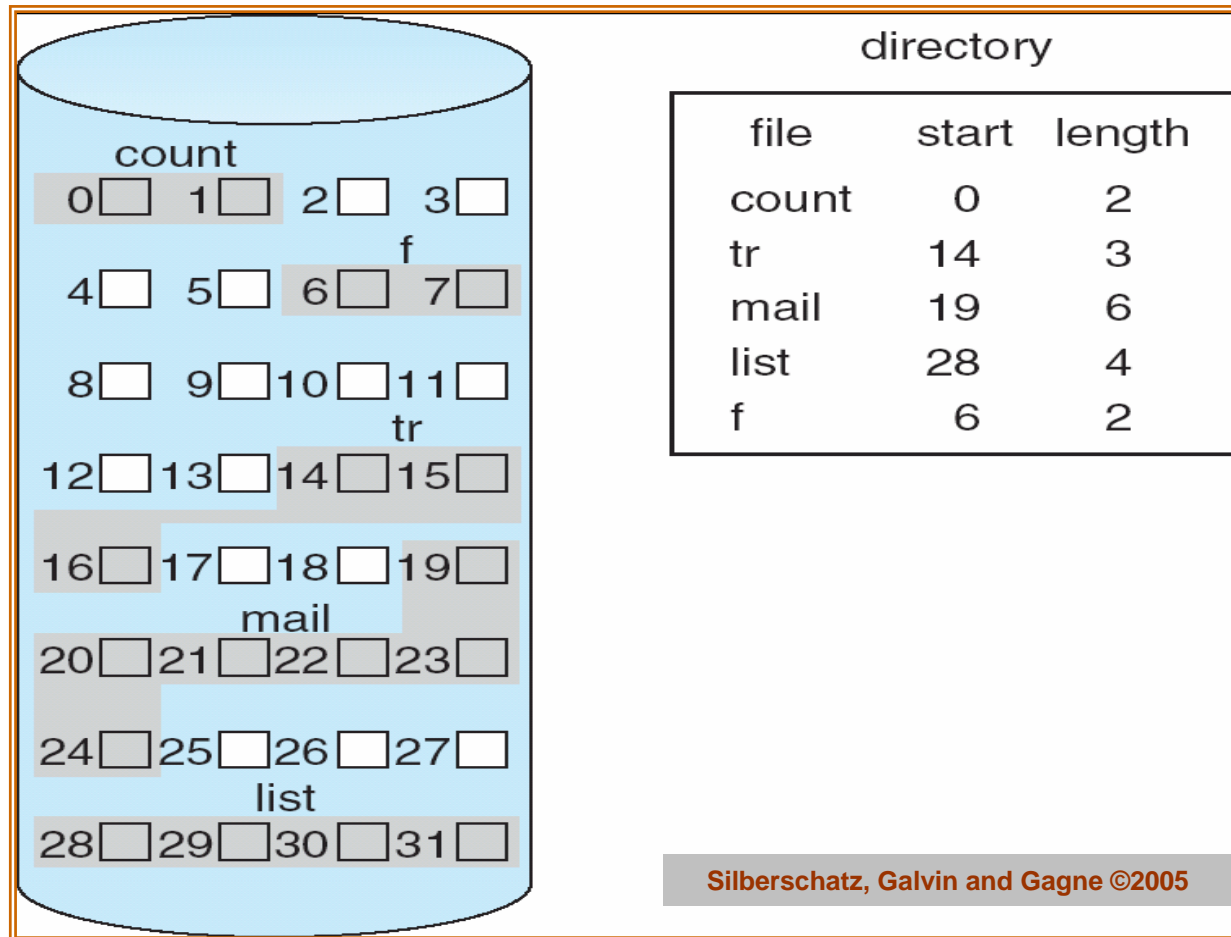 directory
file start length
count 0 2
tr 14 3
mail 19 6
list 28 4
f 6 2
count
0 1 2 3
f
4 5 6 7
8 9 10 11
tr
12 13 14 15
16 17 18 19
mail
20 21 22 23
24 25 26 27
list
28 29 30 31
Silberschatz, Galvin and Gagne ©2005